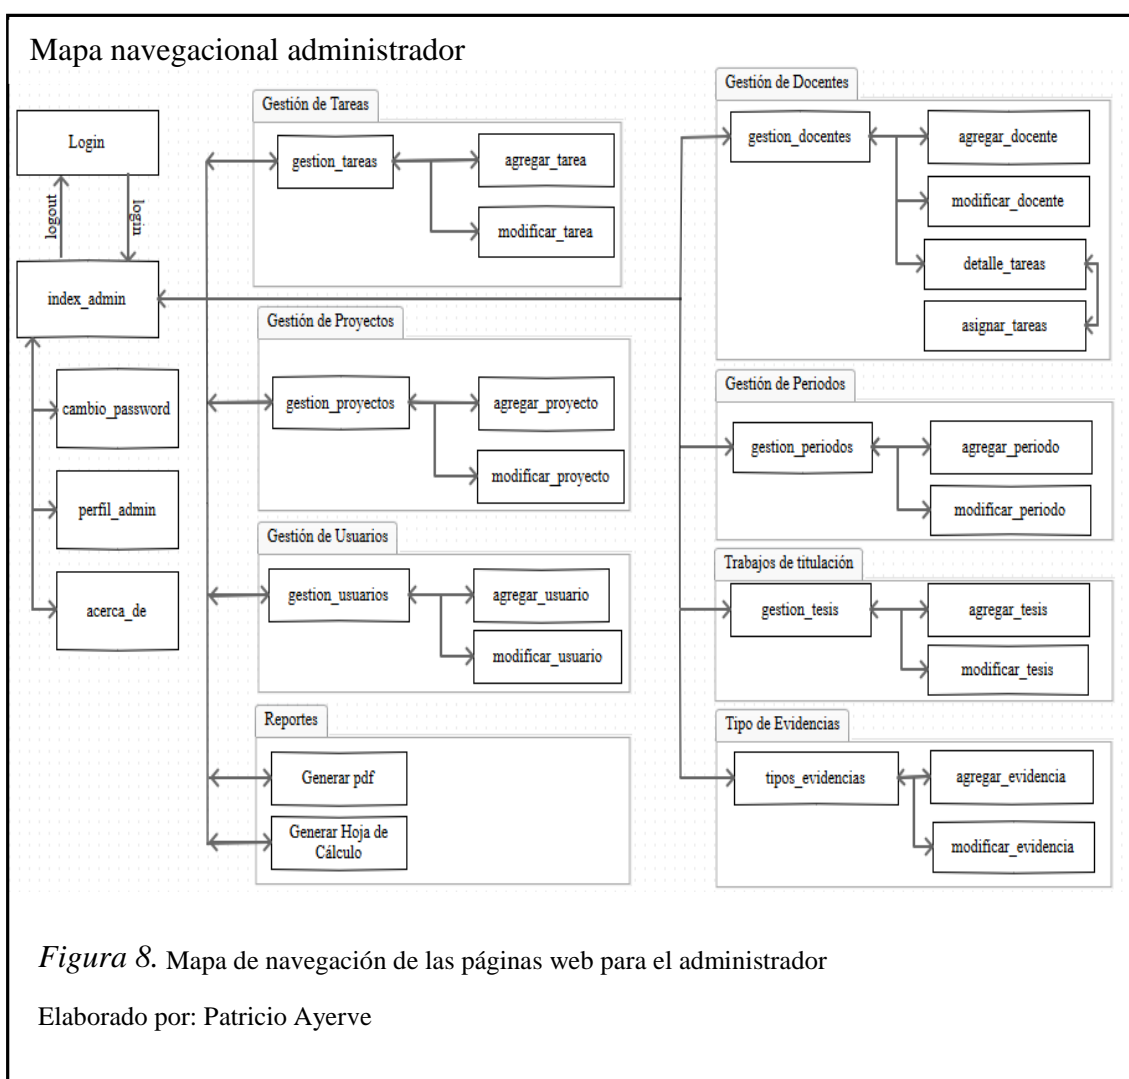 Mapa navegacional administrador
Login
logout
login
index_admin
cambio_password
perfil_admin
acerca_de
Gestión de Tareas
gestion_tareas
agregar_tarea
modificar_tarea
Gestión de Proyectos
gestion_proyectos
agregar_proyecto
modificar_proyecto
Gestión de Usuarios
gestion_usuarios
agregar_usuario
modificar_usuario
Reportes
Generar pdf
Generar Hoja de
Cálculo
Gestión de Docentes
gestion_docentes
agregar_docente
modificar_docente
detalle_tareas
asignar_tareas
Gestión de Periodos
gestion_periodos
agregar_periodo
modificar_periodo
Trabajos de titulación
gestion_tesis
agregar_tesis
modificar_tesis
Tipo de Evidencias
tipos_evidencias
agregar_evidencia
modificar_evidencia
Figura 8. Mapa de navegación de las páginas web para el administrador
Elaborado por: Patricio Ayerve